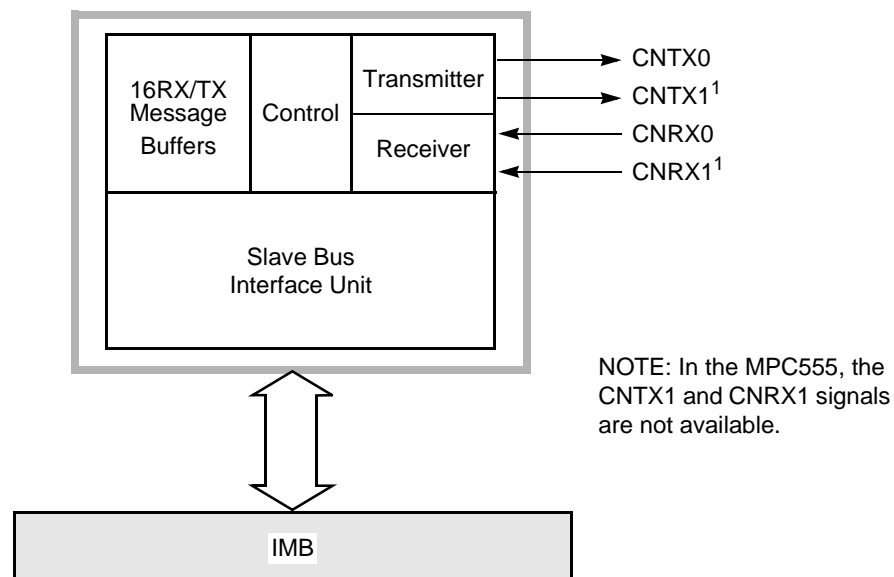 16RX/TX
Message
Buffers
Control
Transmitter
Receiver
CNTX0
CNTX1¹
CNRX0
CNRX1¹
Slave Bus
Interface Unit
NOTE: In the MPC555, the
CNTX1 and CNRX1 signals
are not available.
IMB